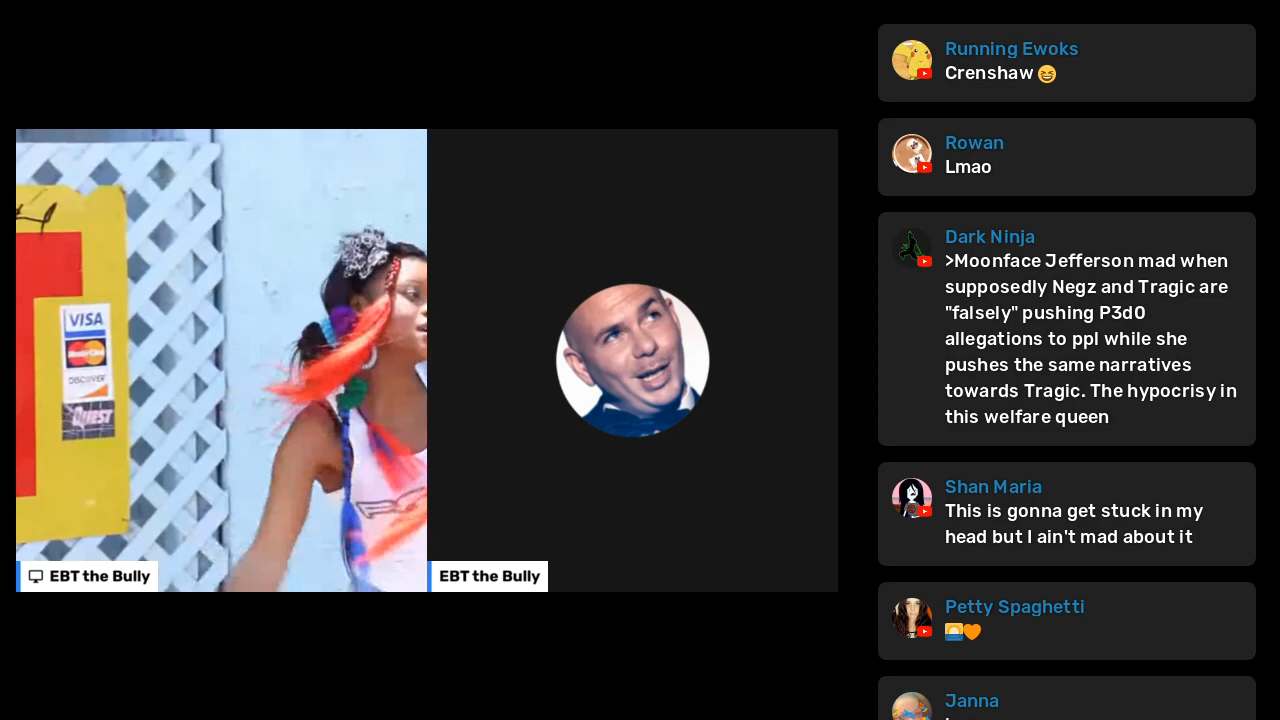 VISA
MasterCard
DISCOVER
QUEST
EBT the Bully
EBT the Bully
Running Ewoks
Crenshaw 😆
Rowan
Lmao
Dark Ninja
>Moonface Jefferson mad when
supposedly Negz and Tragic are
"falsely" pushing P3d0
allegations to ppl while she
pushes the same narratives
towards Tragic. The hypocrisy in
this welfare queen
Shan Maria
This is gonna get stuck in my
head but I ain't mad about it
Petty Spaghetti
🌅🧡
Janna